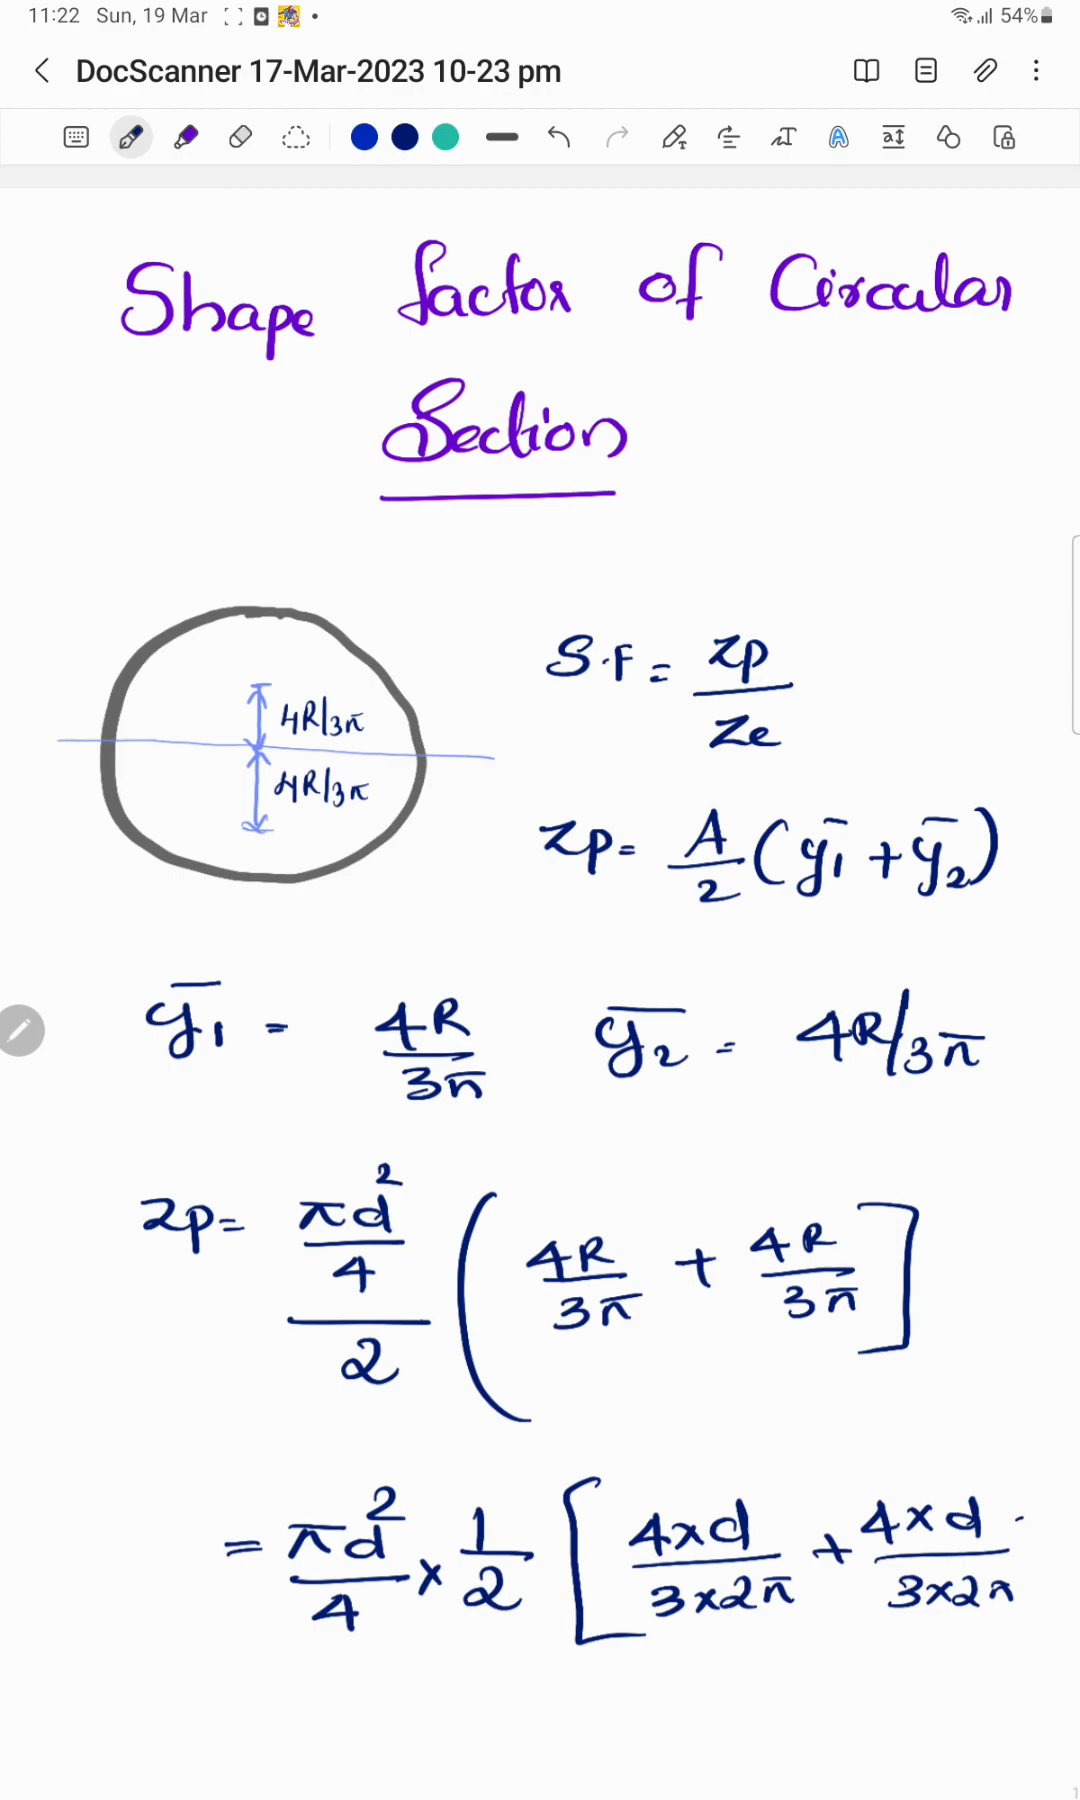 11:22 Sun, 19 Mar 54%
DocScanner 17-Mar-2023 10-23 pm
Shape factor of Circular
Section
4R/3π
4R/3π
S.F = Zp/Ze
Zp = A/2 (ȳ1 + ȳ2)
ȳ1 = 4R/3π ȳ2 = 4R/3π
Zp = (πd²/4)/2 ( 4R/3π + 4R/3π ]
= πd²/4 × 1/2 [ 4×d/3×2π + 4×d/3×2π
1